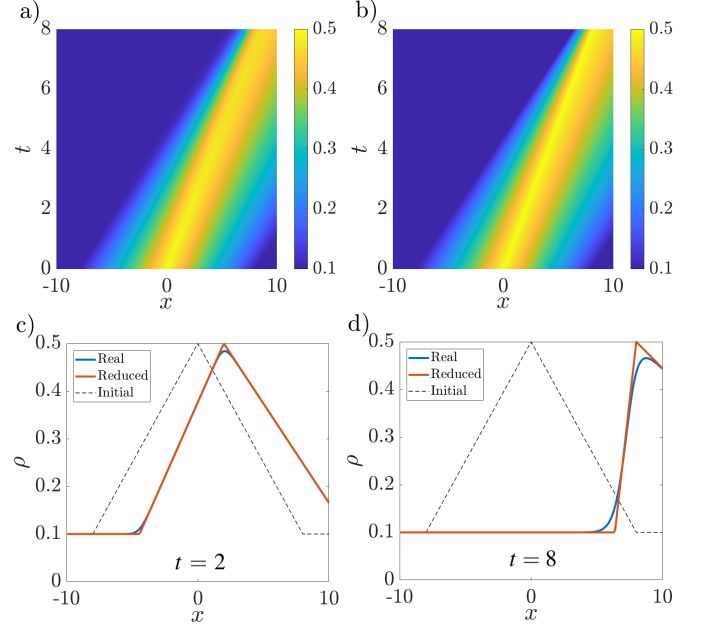 a)
b)
8
6
4
2
0
t
-10
0
10
x
0.5
0.4
0.3
0.2
0.1
8
6
4
2
0
t
-10
0
10
x
0.5
0.4
0.3
0.2
0.1
c)
d)
0.5
0.4
0.3
0.2
0.1
0
ρ
Real
Reduced
Initial
t = 2
-10
0
10
x
0.5
0.4
0.3
0.2
0.1
0
ρ
Real
Reduced
Initial
t = 8
-10
0
10
x